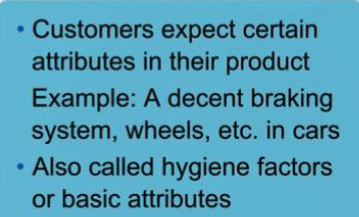 • Customers expect certain
attributes in their product
Example: A decent braking
system, wheels, etc. in cars
• Also called hygiene factors
or basic attributes